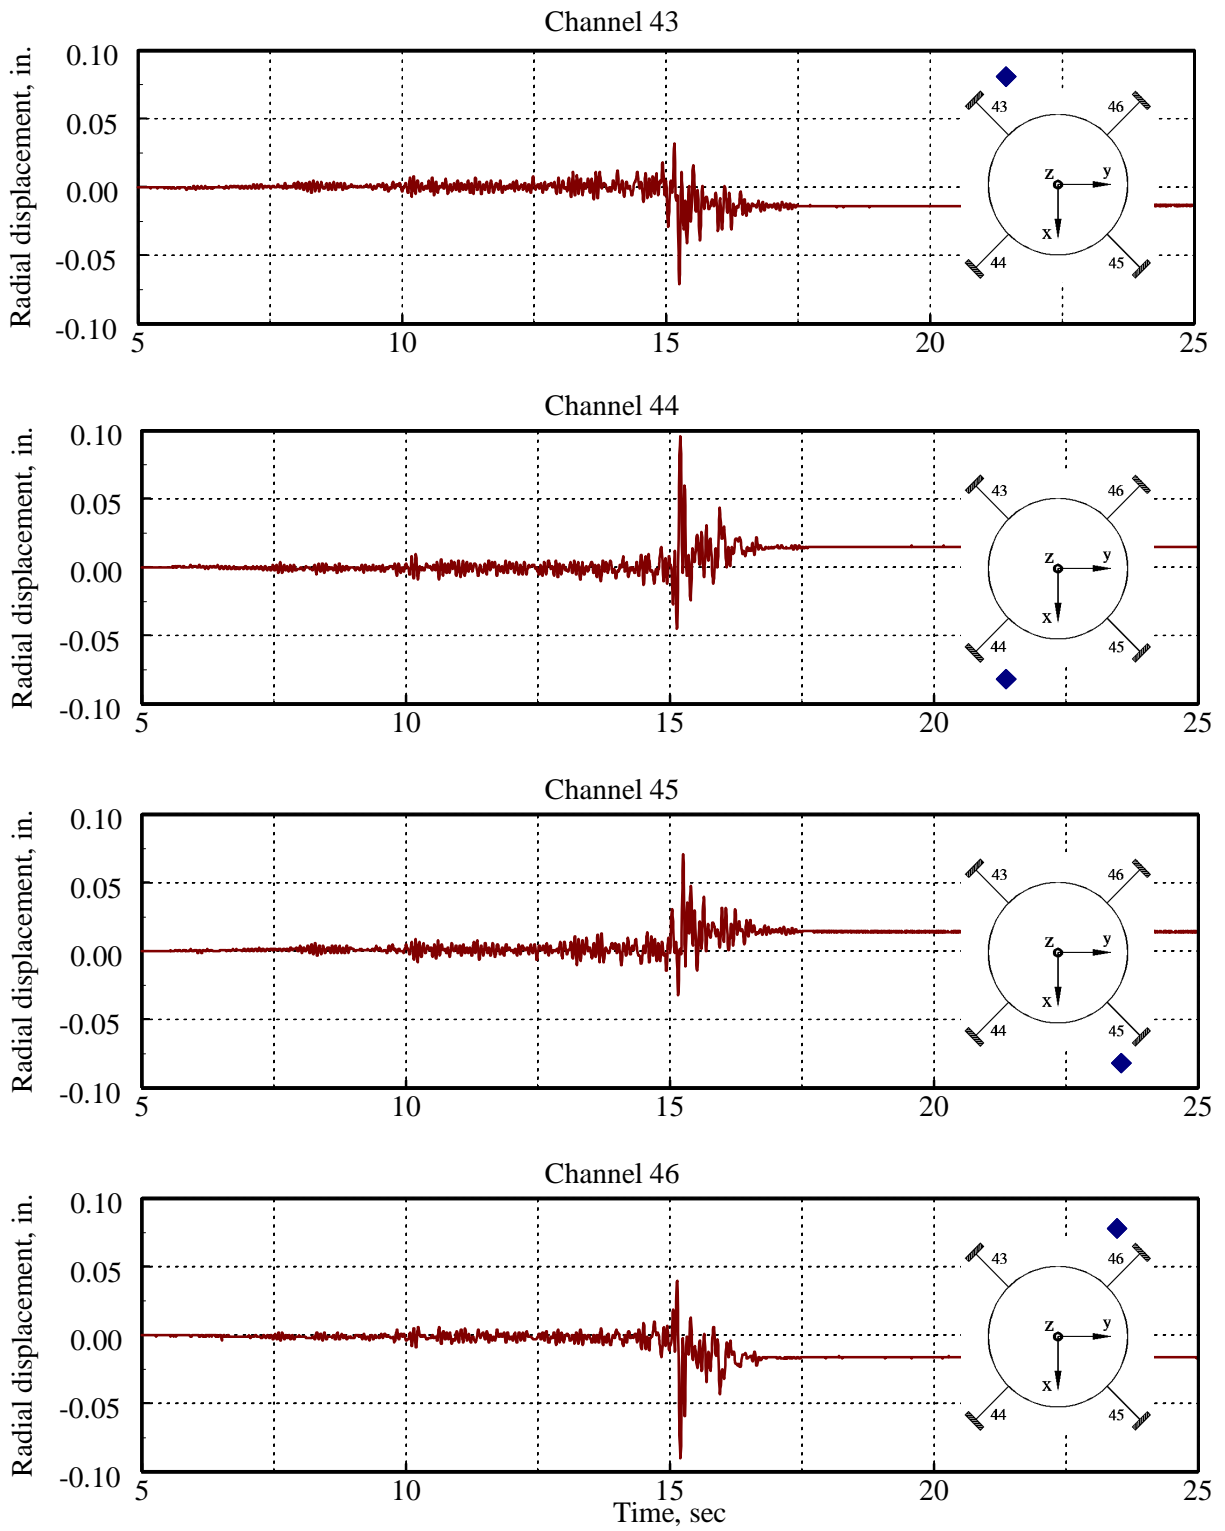 Channel 43
Radial displacement, in.
0.10
0.05
0.00
-0.05
-0.10
5 10 15 20 25
43 46
z y
x
44 45
Channel 44
Radial displacement, in.
0.10
0.05
0.00
-0.05
-0.10
5 10 15 20 25
43 46
z y
x
44 45
Channel 45
Radial displacement, in.
0.10
0.05
0.00
-0.05
-0.10
5 10 15 20 25
43 46
z y
x
44 45
Channel 46
Radial displacement, in.
0.10
0.05
0.00
-0.05
-0.10
5 10 15 20 25
43 46
z y
x
44 45
Time, sec